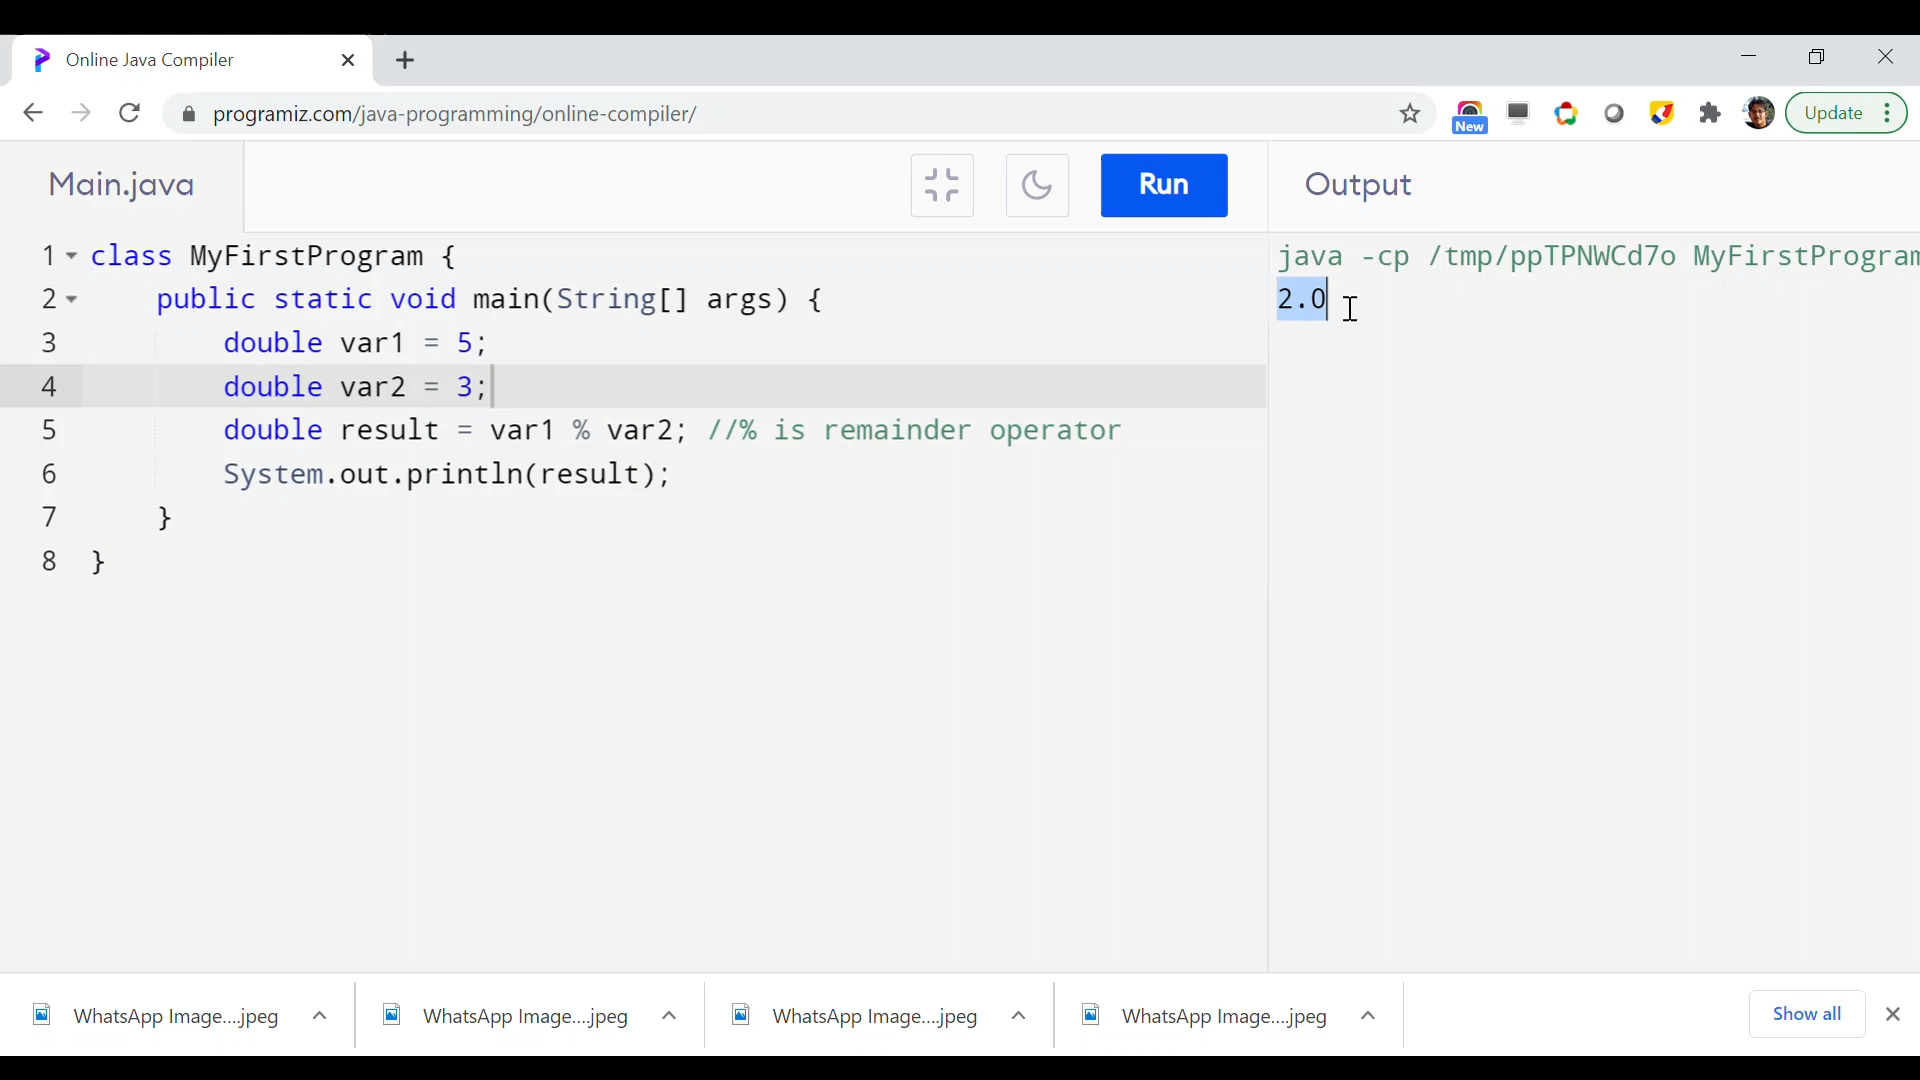 Online Java Compiler
programiz.com/java-programming/online-compiler/
New
Update
Main.java
Run
Output
1 class MyFirstProgram {
2 public static void main(String[] args) {
3 double var1 = 5;
4 double var2 = 3;
5 double result = var1 % var2; //% is remainder operator
6 System.out.println(result);
7 }
8 }
java -cp /tmp/ppTPNWCd7o MyFirstProgram
2.0
WhatsApp Image....jpeg
WhatsApp Image....jpeg
WhatsApp Image....jpeg
WhatsApp Image....jpeg
Show all